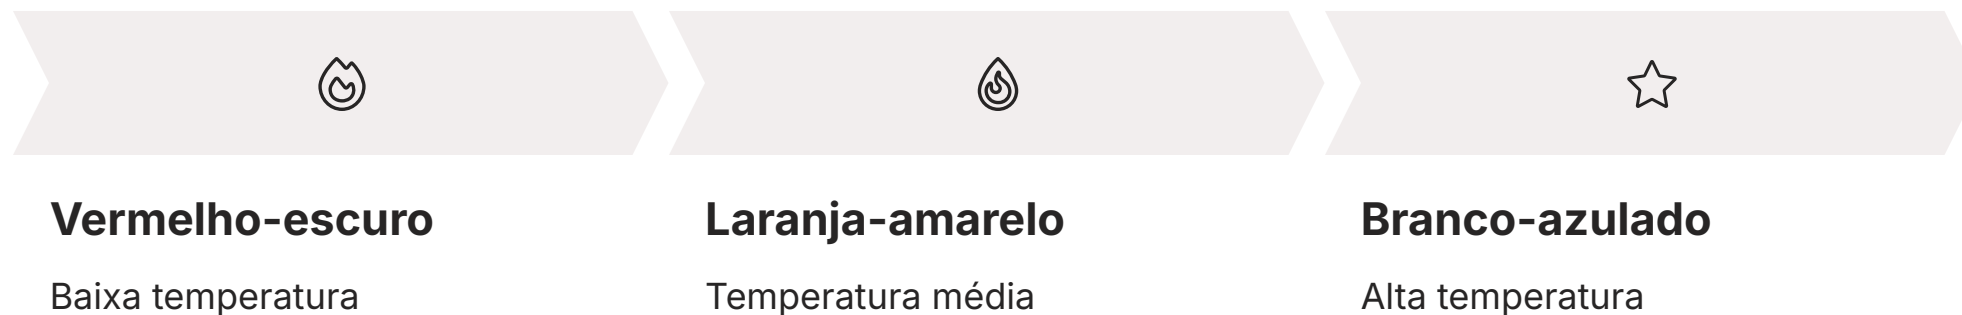 Vermelho-escuro
Baixa temperatura
Laranja-amarelo
Temperatura média
Branco-azulado
Alta temperatura